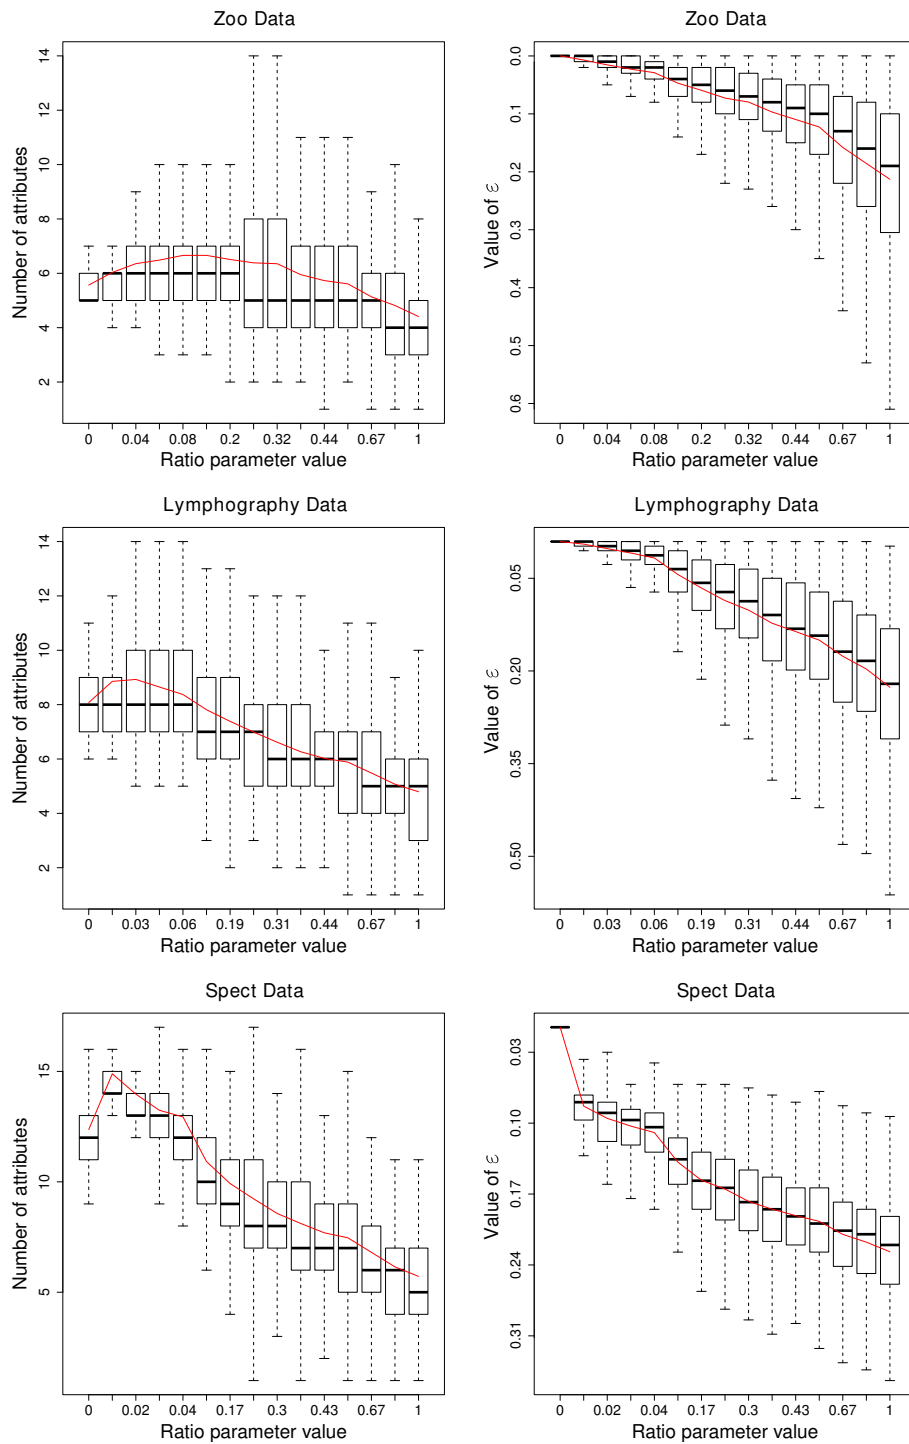 Zoo Data
Number of attributes
14
12
10
8
6
4
2
0 0.04 0.08 0.2 0.32 0.44 0.67 1
Ratio parameter value
Value of ε
0.0
0.1
0.2
0.3
0.4
0.5
0.6
0 0.04 0.08 0.2 0.32 0.44 0.67 1
Ratio parameter value
Zoo Data
Lymphography Data
Number of attributes
14
12
10
8
6
4
2
0 0.03 0.06 0.19 0.31 0.44 0.67 1
Ratio parameter value
Lymphography Data
Value of ε
0.05
0.20
0.35
0.50
0 0.03 0.06 0.19 0.31 0.44 0.67 1
Ratio parameter value
Spect Data
Number of attributes
15
10
5
0 0.02 0.04 0.17 0.3 0.43 0.67 1
Ratio parameter value
Spect Data
Value of ε
0.03
0.10
0.17
0.24
0.31
0 0.02 0.04 0.17 0.3 0.43 0.67 1
Ratio parameter value